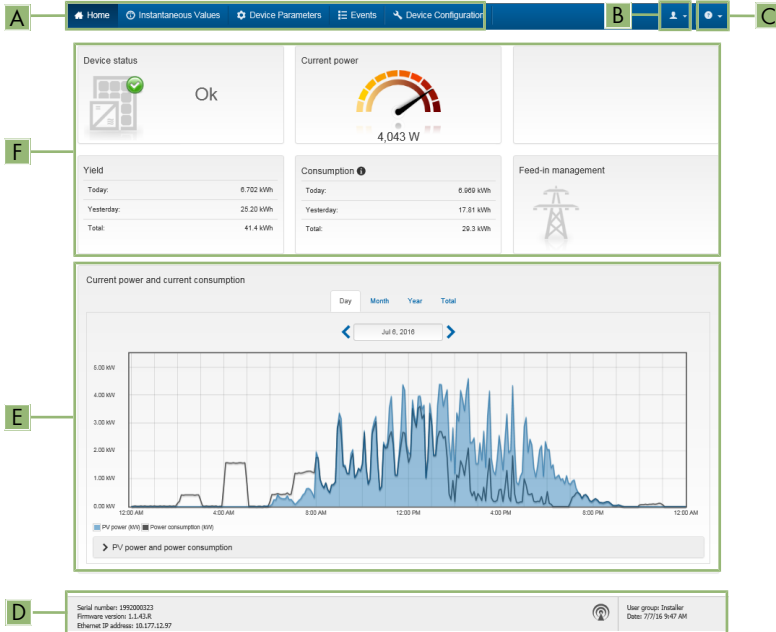 A
Home Instantaneous Values Device Parameters Events Device Configuration
B
C
Device status
Ok
Current power
4,043 W
F
Yield
Today: 6.702 kWh
Yesterday: 25.20 kWh
Total: 41.4 kWh
Consumption
Today: 6.969 kWh
Yesterday: 17.81 kWh
Total: 29.3 kWh
Feed-in management
Current power and current consumption
Day Month Year Total
Jul 6, 2016
E
5.00 kW
4.00 kW
3.00 kW
2.00 kW
1.00 kW
0.00 kW
12:00 AM 4:00 AM 8:00 AM 12:00 PM 4:00 PM 8:00 PM 12:00 AM
PV power (kW) Power consumption (kW)
PV power and power consumption
D
Serial number: 1992000323
Firmware version: 1.1.43.R
Ethernet IP address: 10.177.12.97
User group: Installer
Date: 7/7/16 9:47 AM